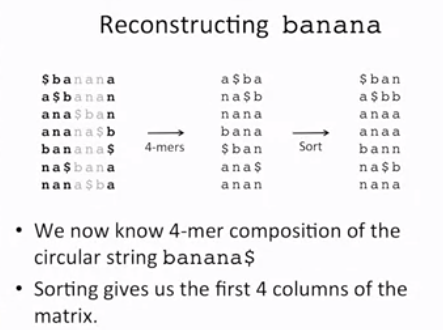 Reconstructing banana
$banana a$ba $ban
a$banan na$b a$bb
ana$ban nana anaa
anana$b bana anaa
4-mers Sort
banana$ $ban bann
na$bana ana$ na$b
nana$ba anan nana
• We now know 4-mer composition of the
circular string banana$
• Sorting gives us the first 4 columns of the
matrix.